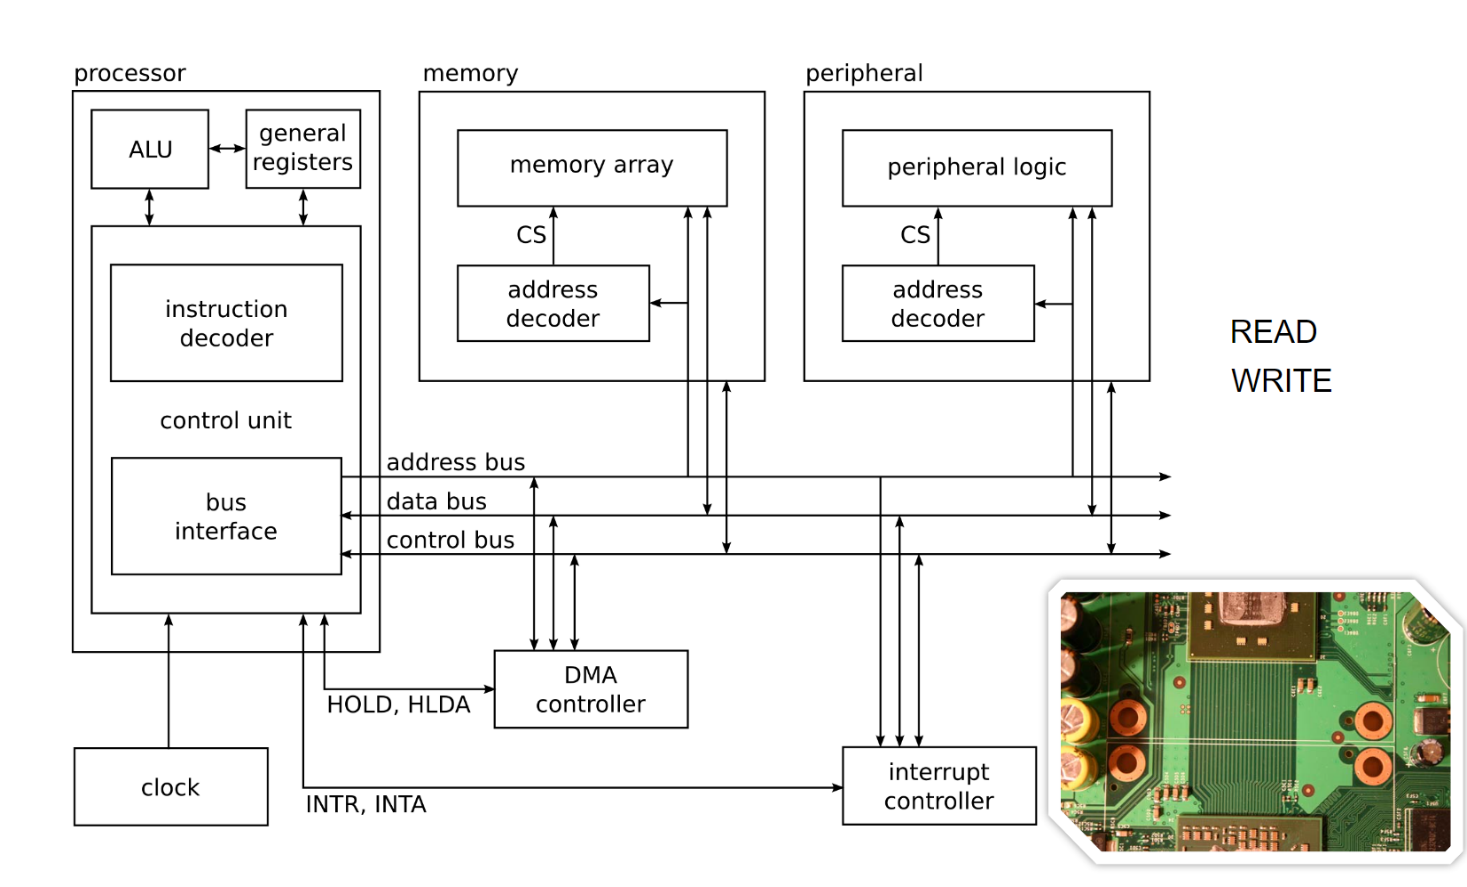 processor
memory
peripheral
ALU
general
registers
memory array
peripheral logic
CS
CS
instruction
decoder
address
decoder
address
decoder
READ
WRITE
control unit
bus
interface
address bus
data bus
control bus
DMA
controller
HOLD, HLDA
clock
INTR, INTA
interrupt
controller